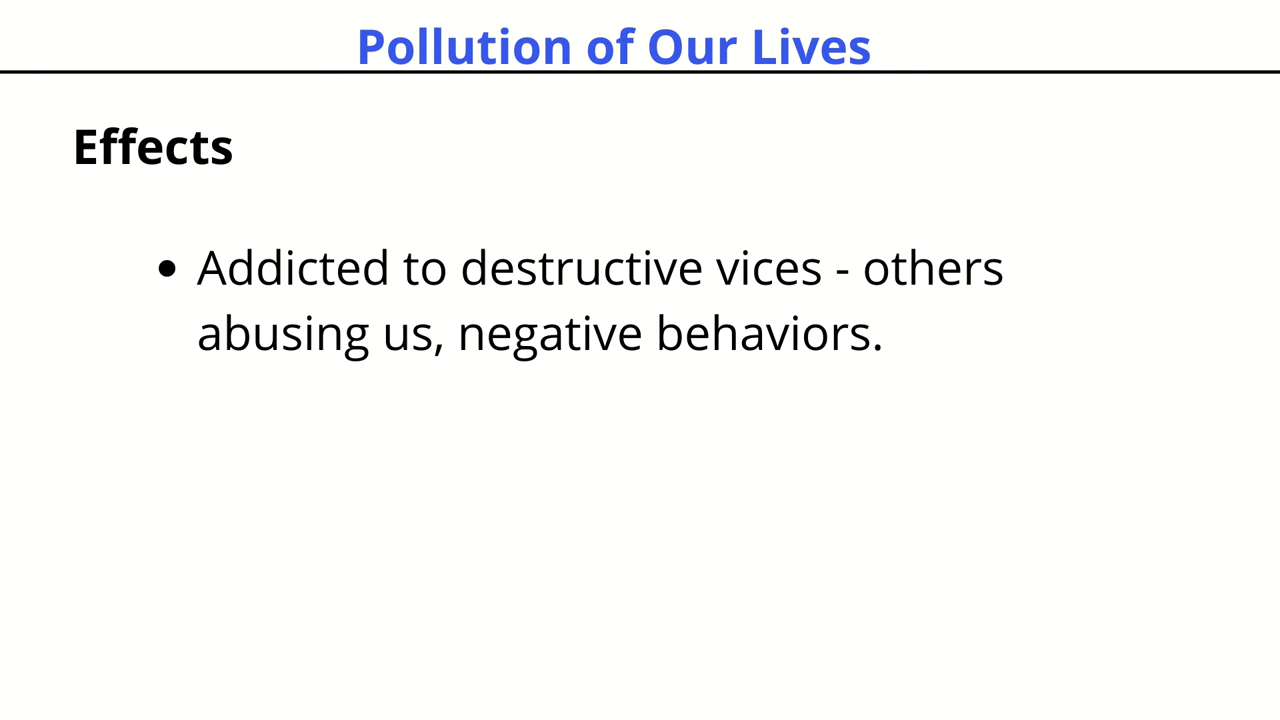 Pollution of Our Lives
Effects
• Addicted to destructive vices - others
abusing us, negative behaviors.